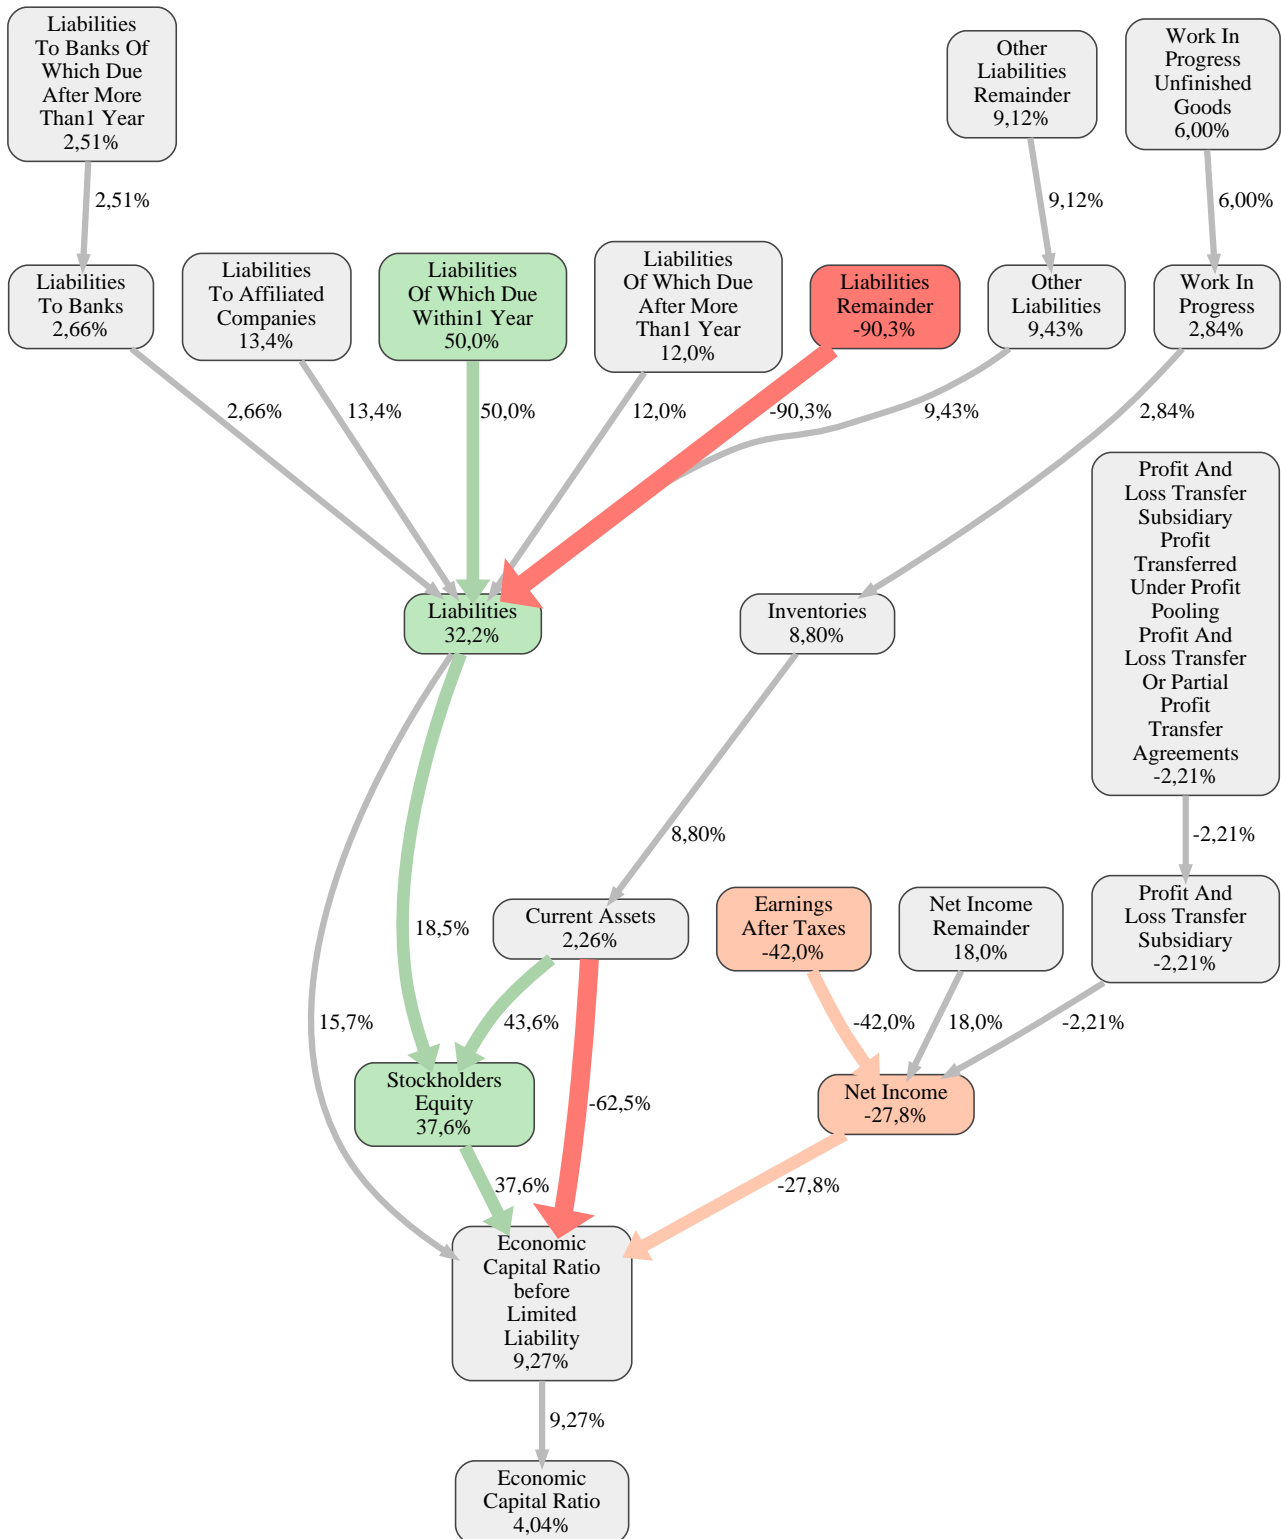 Liabilities
To Banks Of
Which Due
After More
Than1 Year
2,51%
Other
Liabilities
Remainder
9,12%
Work In
Progress
Unfinished
Goods
6,00%
2,51%
9,12%
6,00%
Liabilities
To Banks
2,66%
Liabilities
To Affiliated
Companies
13,4%
Liabilities
Of Which Due
Within1 Year
50,0%
Liabilities
Of Which Due
After More
Than1 Year
12,0%
Liabilities
Remainder
-90,3%
Other
Liabilities
9,43%
Work In
Progress
2,84%
2,66%
13,4%
50,0%
12,0%
-90,3%
9,43%
2,84%
Profit And
Loss Transfer
Subsidiary
Profit
Transferred
Under Profit
Pooling
Profit And
Loss Transfer
Or Partial
Profit
Transfer
Agreements
-2,21%
Liabilities
32,2%
Inventories
8,80%
8,80%
-2,21%
Current Assets
2,26%
Earnings
After Taxes
-42,0%
Net Income
Remainder
18,0%
Profit And
Loss Transfer
Subsidiary
-2,21%
18,5%
15,7%
43,6%
-42,0%
18,0%
-2,21%
Stockholders
Equity
37,6%
-62,5%
Net Income
-27,8%
37,6%
-27,8%
Economic
Capital Ratio
before
Limited
Liability
9,27%
9,27%
Economic
Capital Ratio
4,04%